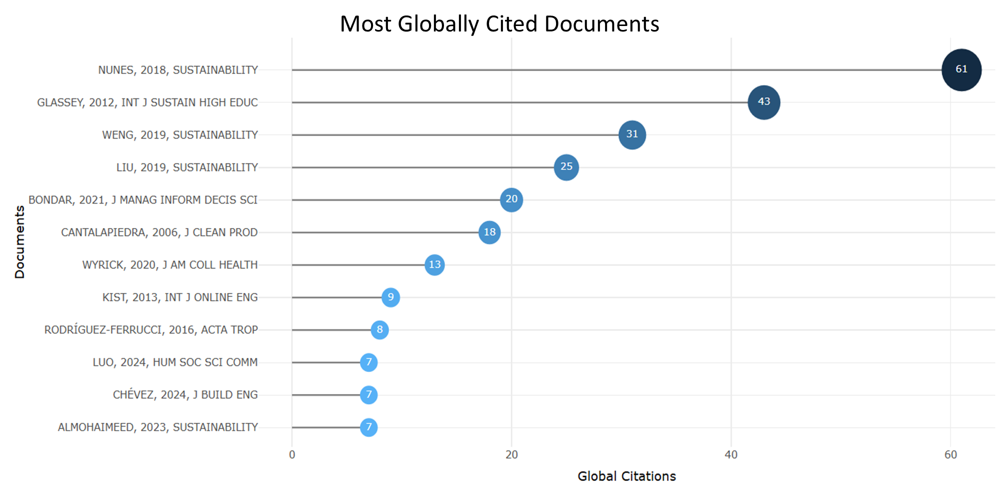 Most Globally Cited Documents
NUNES, 2018, SUSTAINABILITY 61
GLASSEY, 2012, INT J SUSTAIN HIGH EDUC 43
WENG, 2019, SUSTAINABILITY 31
LIU, 2019, SUSTAINABILITY 25
BONDAR, 2021, J MANAG INFORM DECIS SCI 20
CANTALAPIEDRA, 2006, J CLEAN PROD 18
WYRICK, 2020, J AM COLL HEALTH 13
KIST, 2013, INT J ONLINE ENG 9
RODRÍGUEZ-FERRUCCI, 2016, ACTA TROP 8
LUO, 2024, HUM SOC SCI COMM 7
CHÉVEZ, 2024, J BUILD ENG 7
ALMOHAIMEED, 2023, SUSTAINABILITY 7
Documents
0 20 40 60
Global Citations